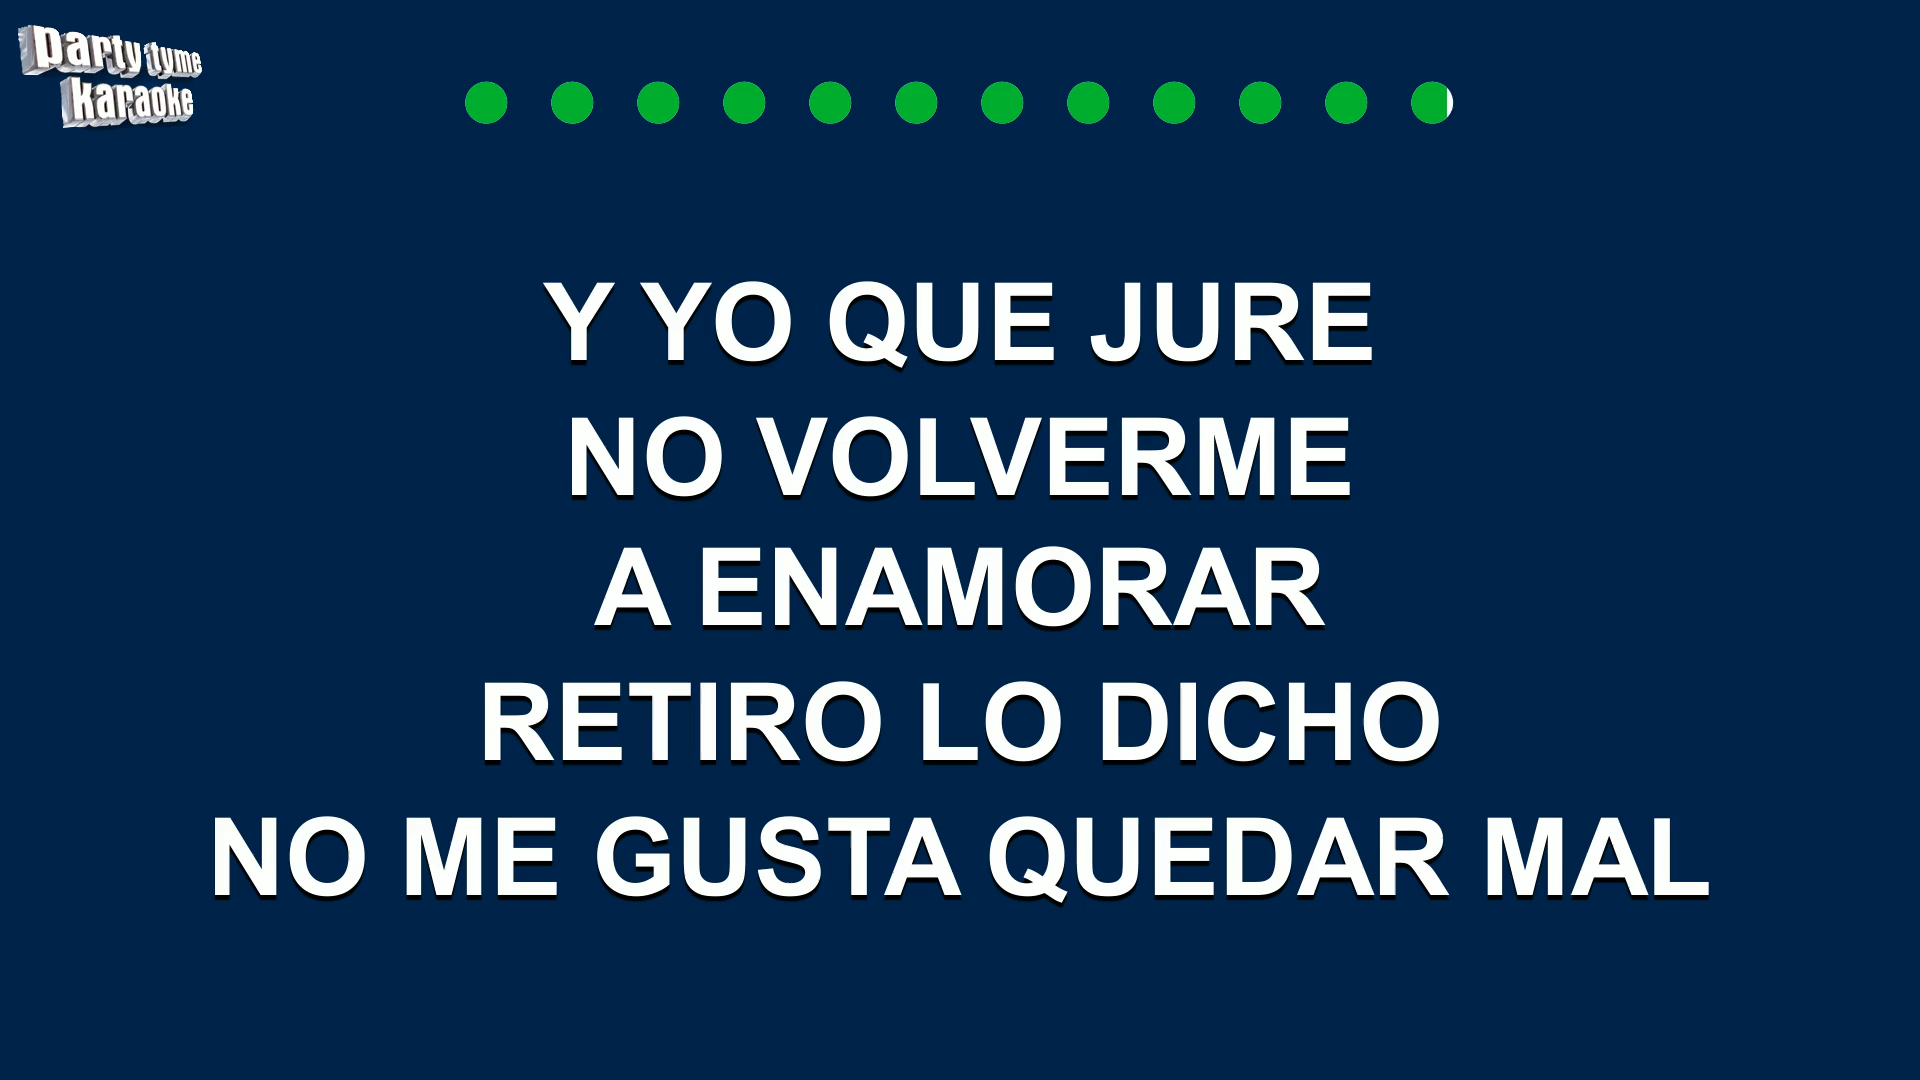 party tyme
karaoke
Y YO QUE JURE
NO VOLVERME
A ENAMORAR
RETIRO LO DICHO
NO ME GUSTA QUEDAR MAL